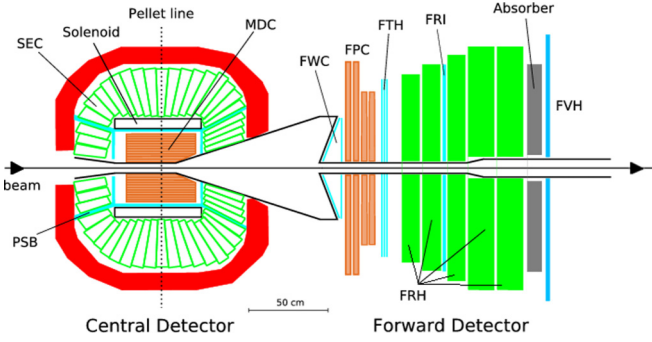 Pellet line
Absorber
Solenoid
MDC
FTH
FRI
SEC
FWC
FPC
FVH
beam
PSB
FRH
50 cm
Central Detector
Forward Detector